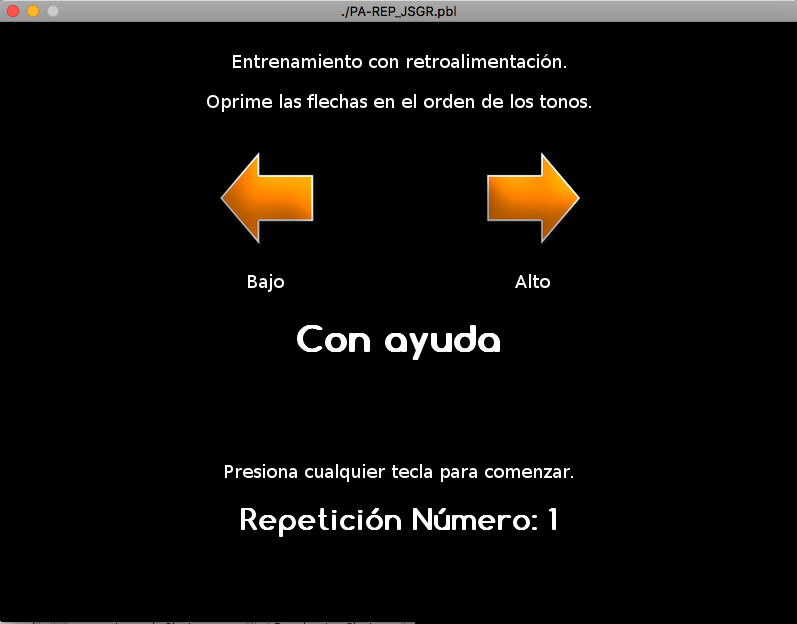 ./PA-REP_JSGR.pbl
Entrenamiento con retroalimentación.
Oprime las flechas en el orden de los tonos.
Bajo Alto
Con ayuda
Presiona cualquier tecla para comenzar.
Repetición Número: 1